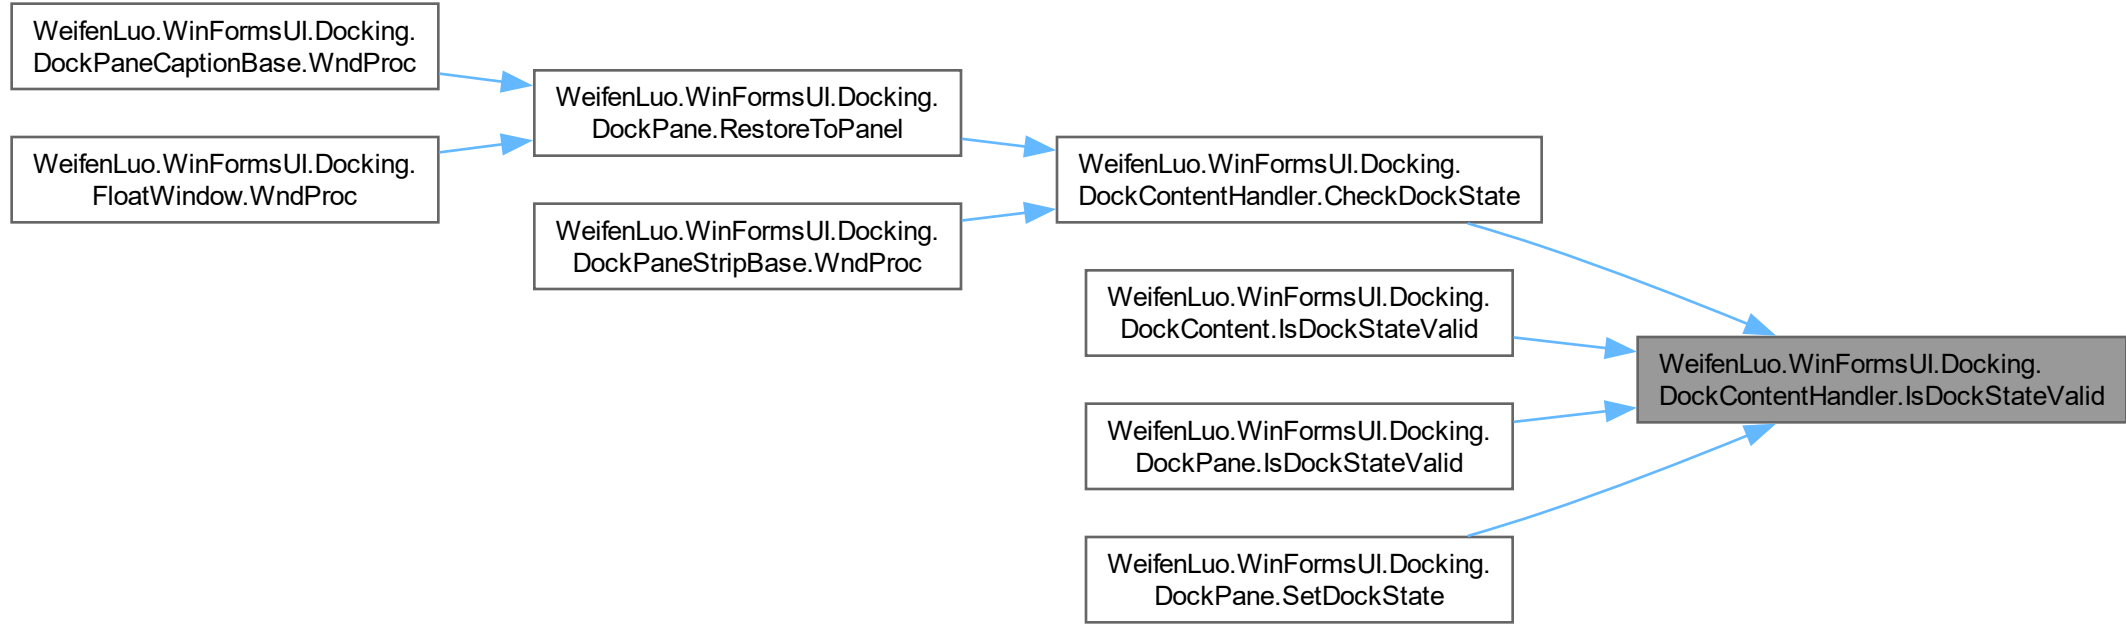 WeifenLuo.WinFormsUI.Docking.
DockPaneCaptionBase.WndProc
WeifenLuo.WinFormsUI.Docking.
FloatWindow.WndProc
WeifenLuo.WinFormsUI.Docking.
DockPane.RestoreToPanel
WeifenLuo.WinFormsUI.Docking.
DockPaneStripBase.WndProc
WeifenLuo.WinFormsUI.Docking.
DockContentHandler.CheckDockState
WeifenLuo.WinFormsUI.Docking.
DockContent.IsDockStateValid
WeifenLuo.WinFormsUI.Docking.
DockPane.IsDockStateValid
WeifenLuo.WinFormsUI.Docking.
DockPane.SetDockState
WeifenLuo.WinFormsUI.Docking.
DockContentHandler.IsDockStateValid